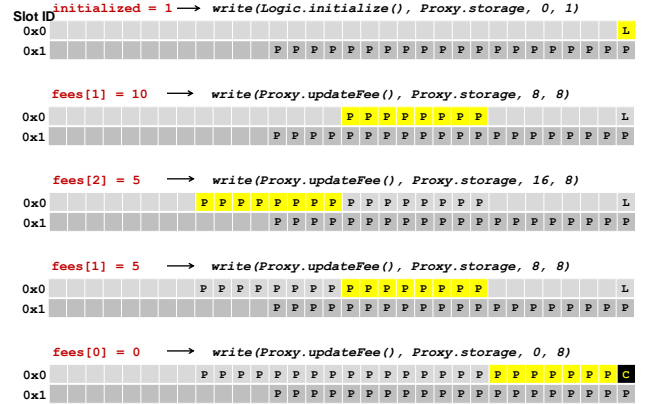 initialized = 1 → write(Logic.initialize(), Proxy.storage, 0, 1)
Slot ID
0x0 L
0x1 P P P P P P P P P P P P P P P P P P P P
fees[1] = 10 → write(Proxy.updateFee(), Proxy.storage, 8, 8)
0x0 P P P P P P P P L
0x1 P P P P P P P P P P P P P P P P P P P P
fees[2] = 5 → write(Proxy.updateFee(), Proxy.storage, 16, 8)
0x0 P P P P P P P P P P P P P P P P L
0x1 P P P P P P P P P P P P P P P P P P P P
fees[1] = 5 → write(Proxy.updateFee(), Proxy.storage, 8, 8)
0x0 P P P P P P P P P P P P P P P P L
0x1 P P P P P P P P P P P P P P P P P P P P
fees[0] = 0 → write(Proxy.updateFee(), Proxy.storage, 0, 8)
0x0 P P P P P P P P P P P P P P P P P P P P P P P C
0x1 P P P P P P P P P P P P P P P P P P P P